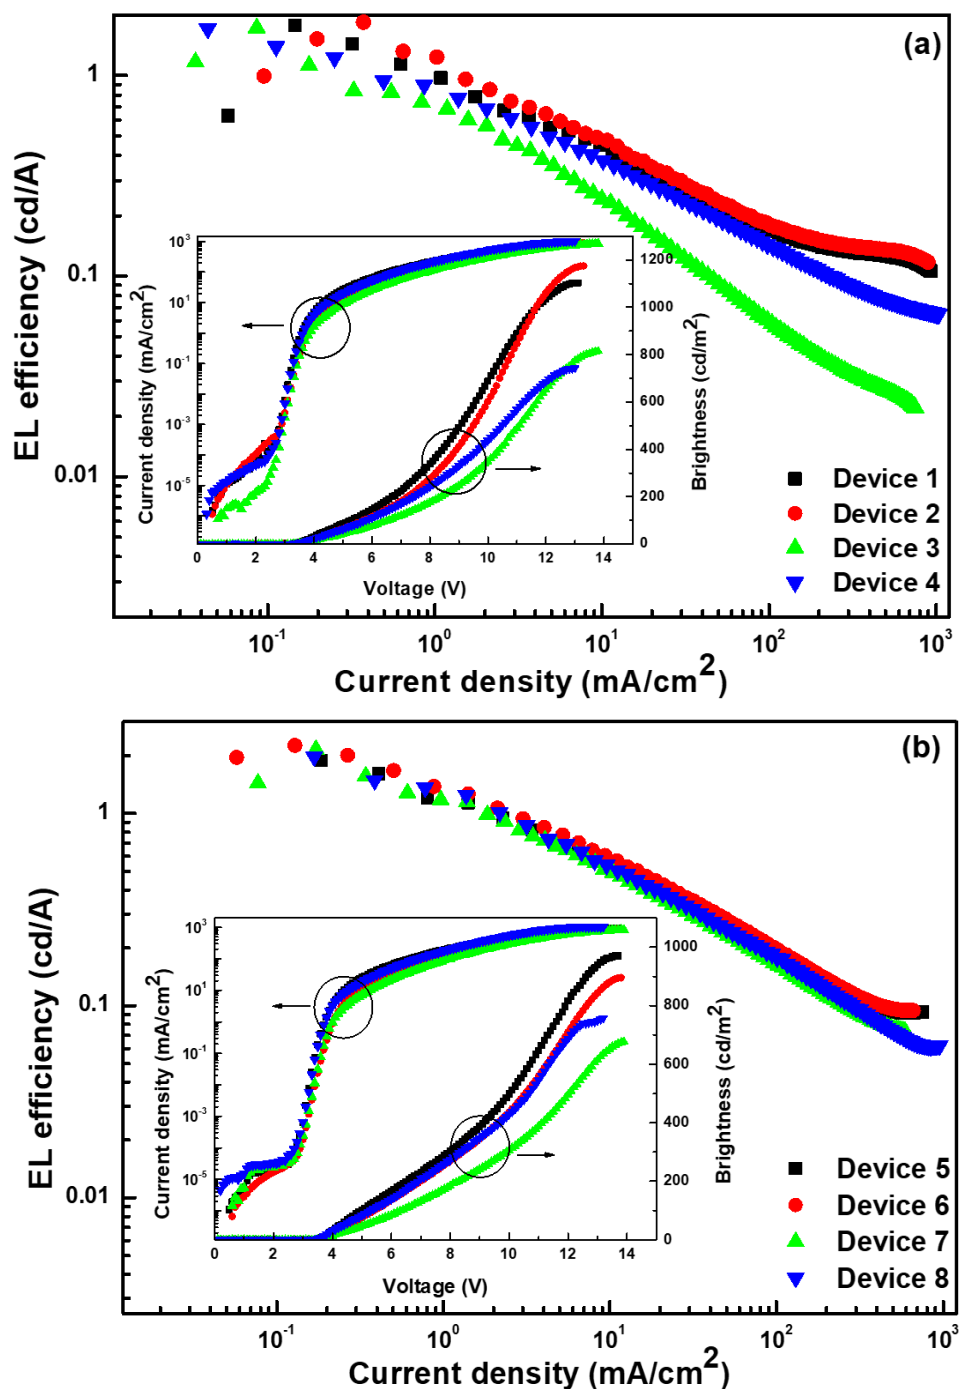 (a)
EL efficiency (cd/A)
1
0.1
0.01
10⁻¹ 10⁰ 10¹ 10² 10³
Current density (mA/cm²)
Device 1
Device 2
Device 3
Device 4
Current density (mA/cm²)
10³
10¹
10⁻¹
10⁻³
10⁻⁵
0 2 4 6 8 10 12 14
Voltage (V)
Brightness (cd/m²)
1200
1000
800
600
400
200
0
(b)
EL efficiency (cd/A)
1
0.1
0.01
10⁻¹ 10⁰ 10¹ 10² 10³
Current density (mA/cm²)
Device 5
Device 6
Device 7
Device 8
Current density (mA/cm²)
10³
10¹
10⁻¹
10⁻³
10⁻⁵
0 2 4 6 8 10 12 14
Voltage (V)
Brightness (cd/m²)
1000
800
600
400
200
0